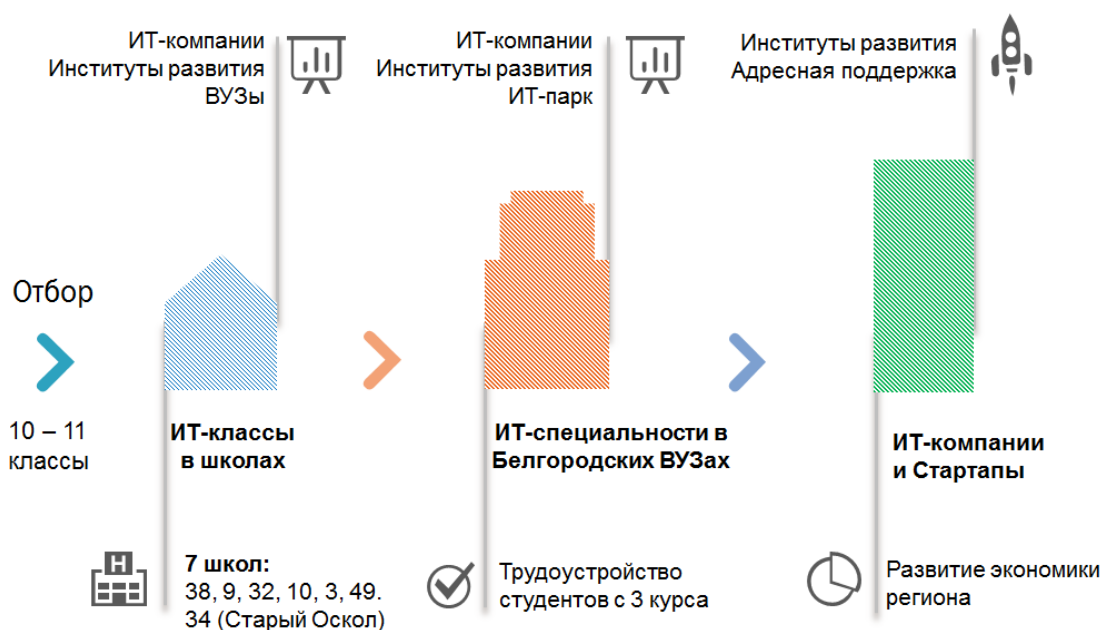 ИТ-компании
Институты развития
ВУЗы
ИТ-компании
Институты развития
ИТ-парк
Институты развития
Адресная поддержка
Отбор
10 – 11
классы
ИТ-классы
в школах
ИТ-специальности в
Белгородских ВУЗах
ИТ-компании
и Стартапы
H
7 школ:
38, 9, 32, 10, 3, 49.
34 (Старый Оскол)
Трудоустройство
студентов с 3 курса
Развитие экономики
региона